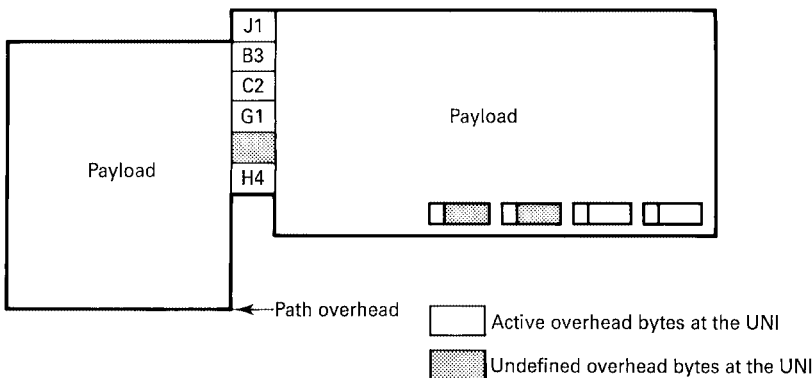 J1
B3
C2
G1
H4
Payload
Payload
Path overhead
Active overhead bytes at the UNI
Undefined overhead bytes at the UNI